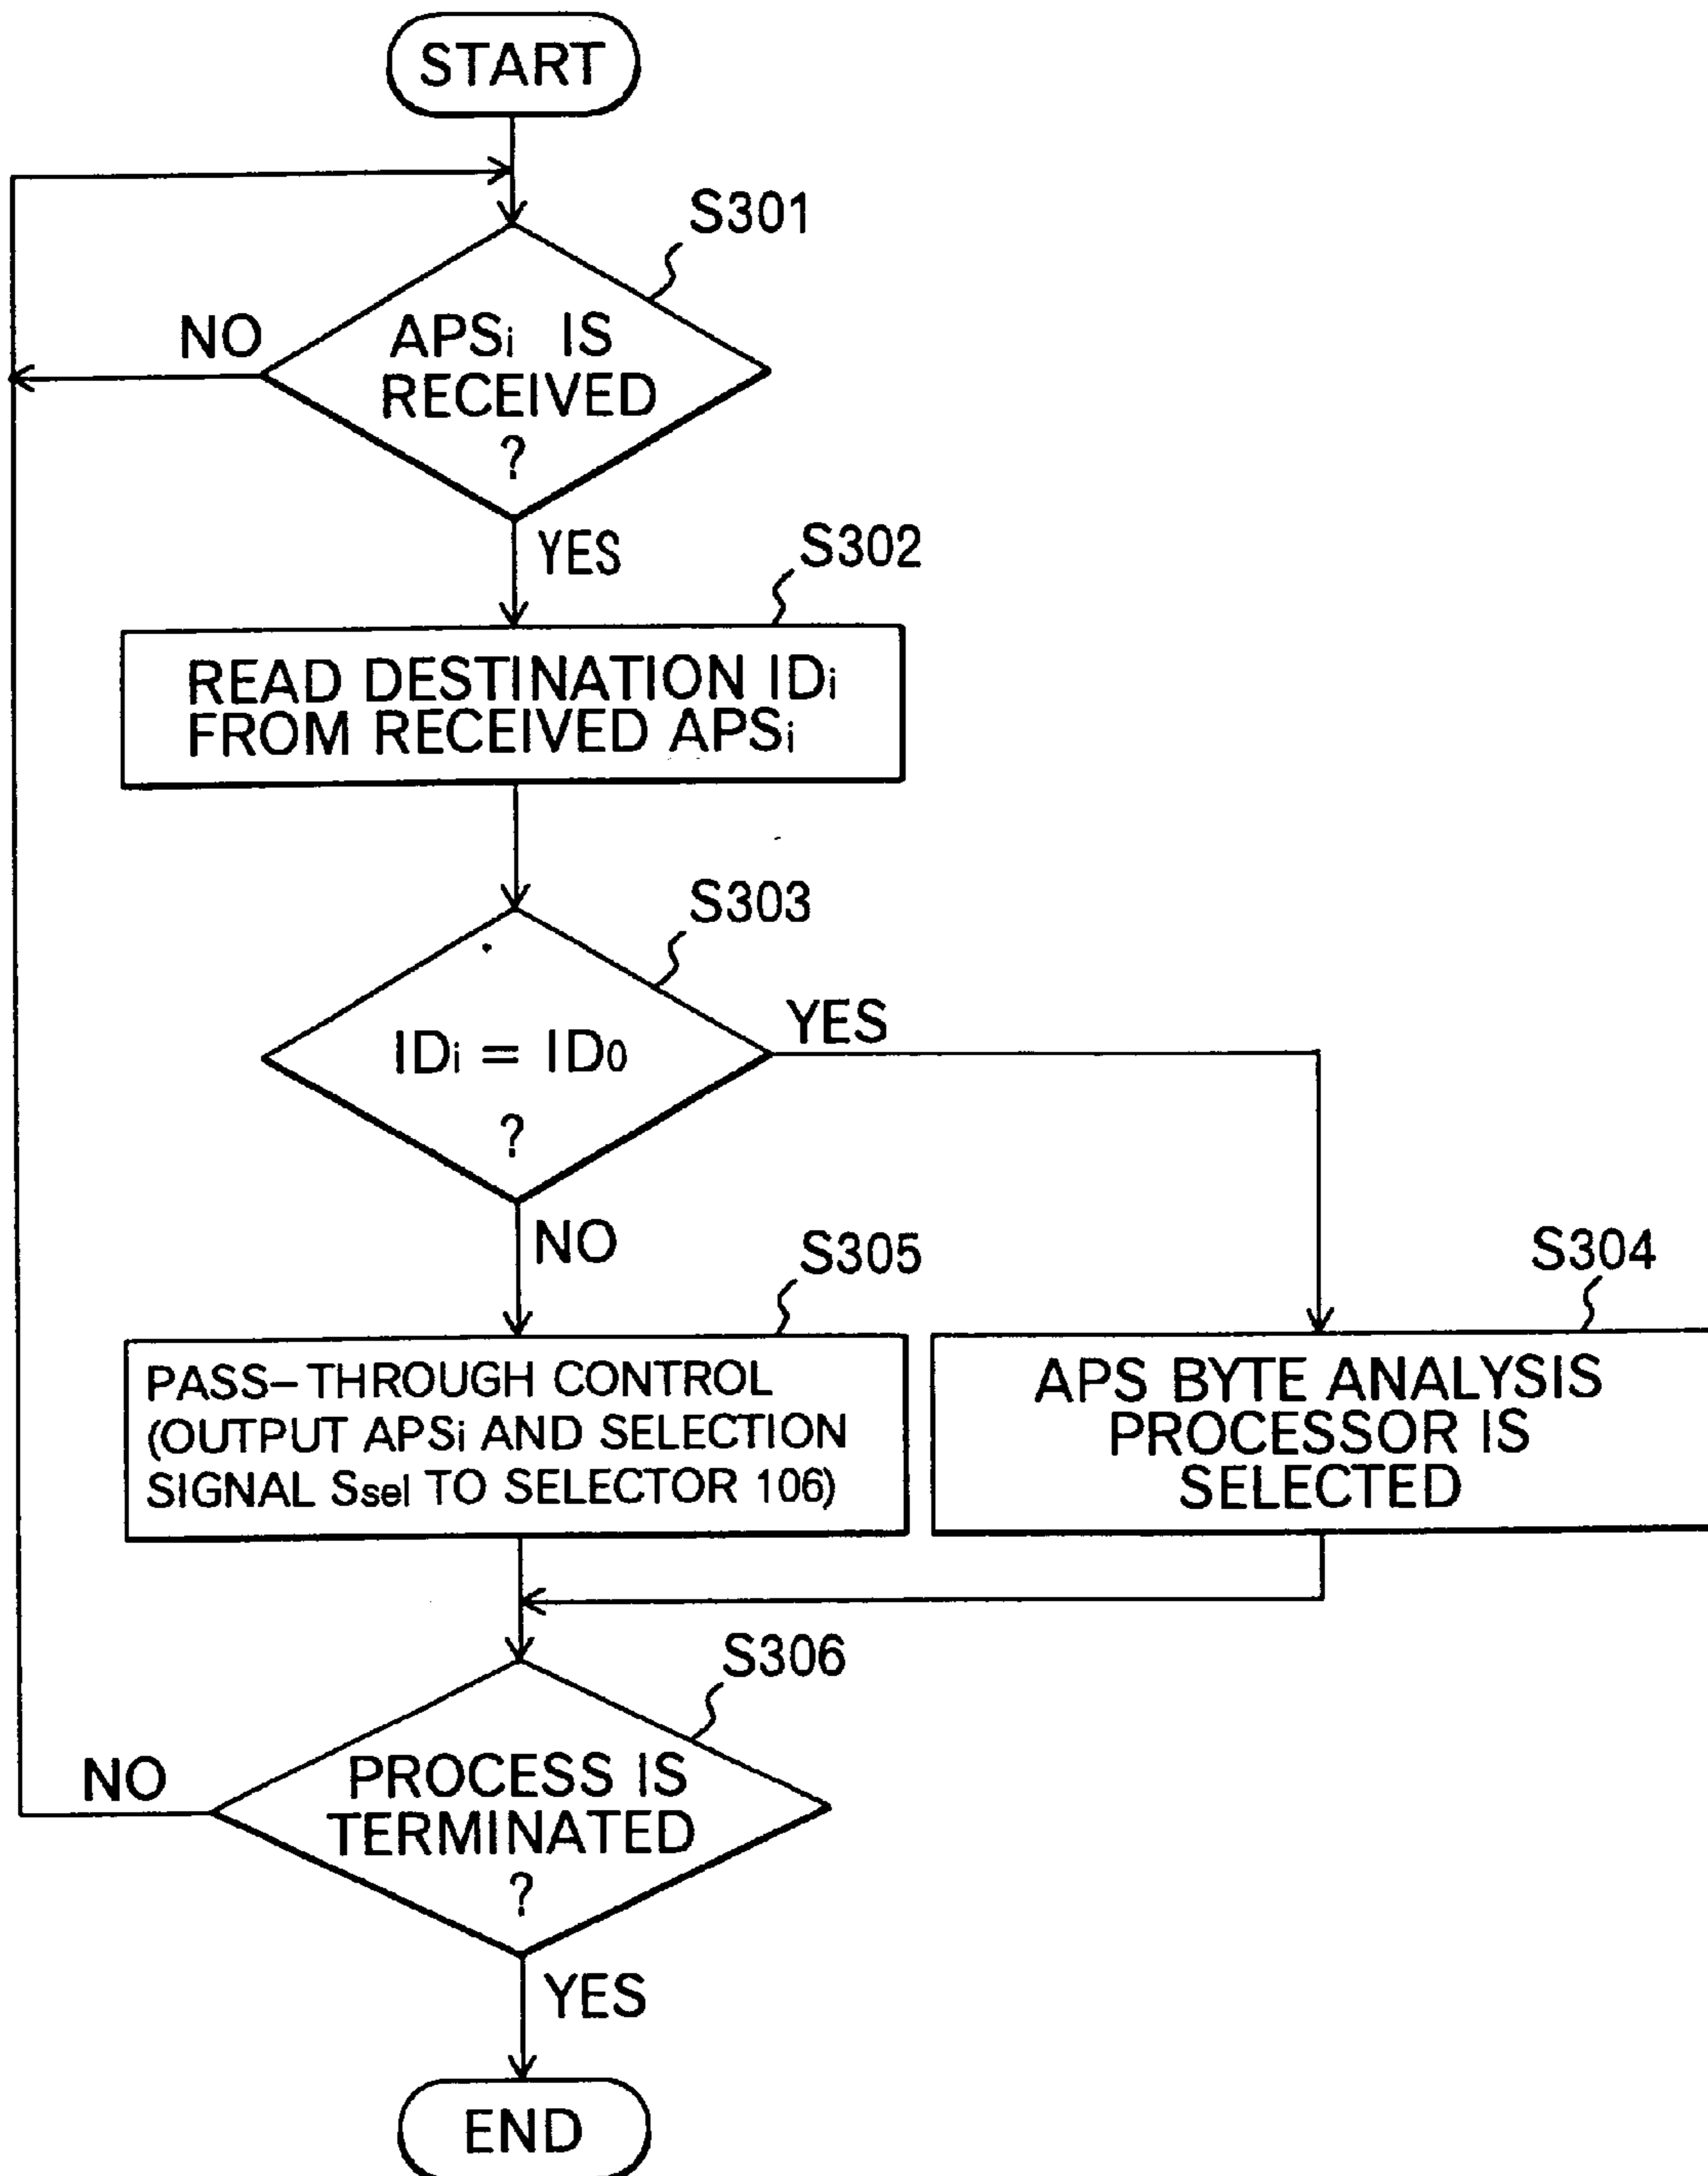 START
S301
NO
APSi IS
RECEIVED
?
YES
S302
READ DESTINATION IDi
FROM RECEIVED APSi
S303
IDi = ID0
?
YES
NO
S305
S304
PASS-THROUGH CONTROL
(OUTPUT APSi AND SELECTION
SIGNAL Ssel TO SELECTOR 106)
APS BYTE ANALYSIS
PROCESSOR IS
SELECTED
S306
NO
PROCESS IS
TERMINATED
?
YES
END